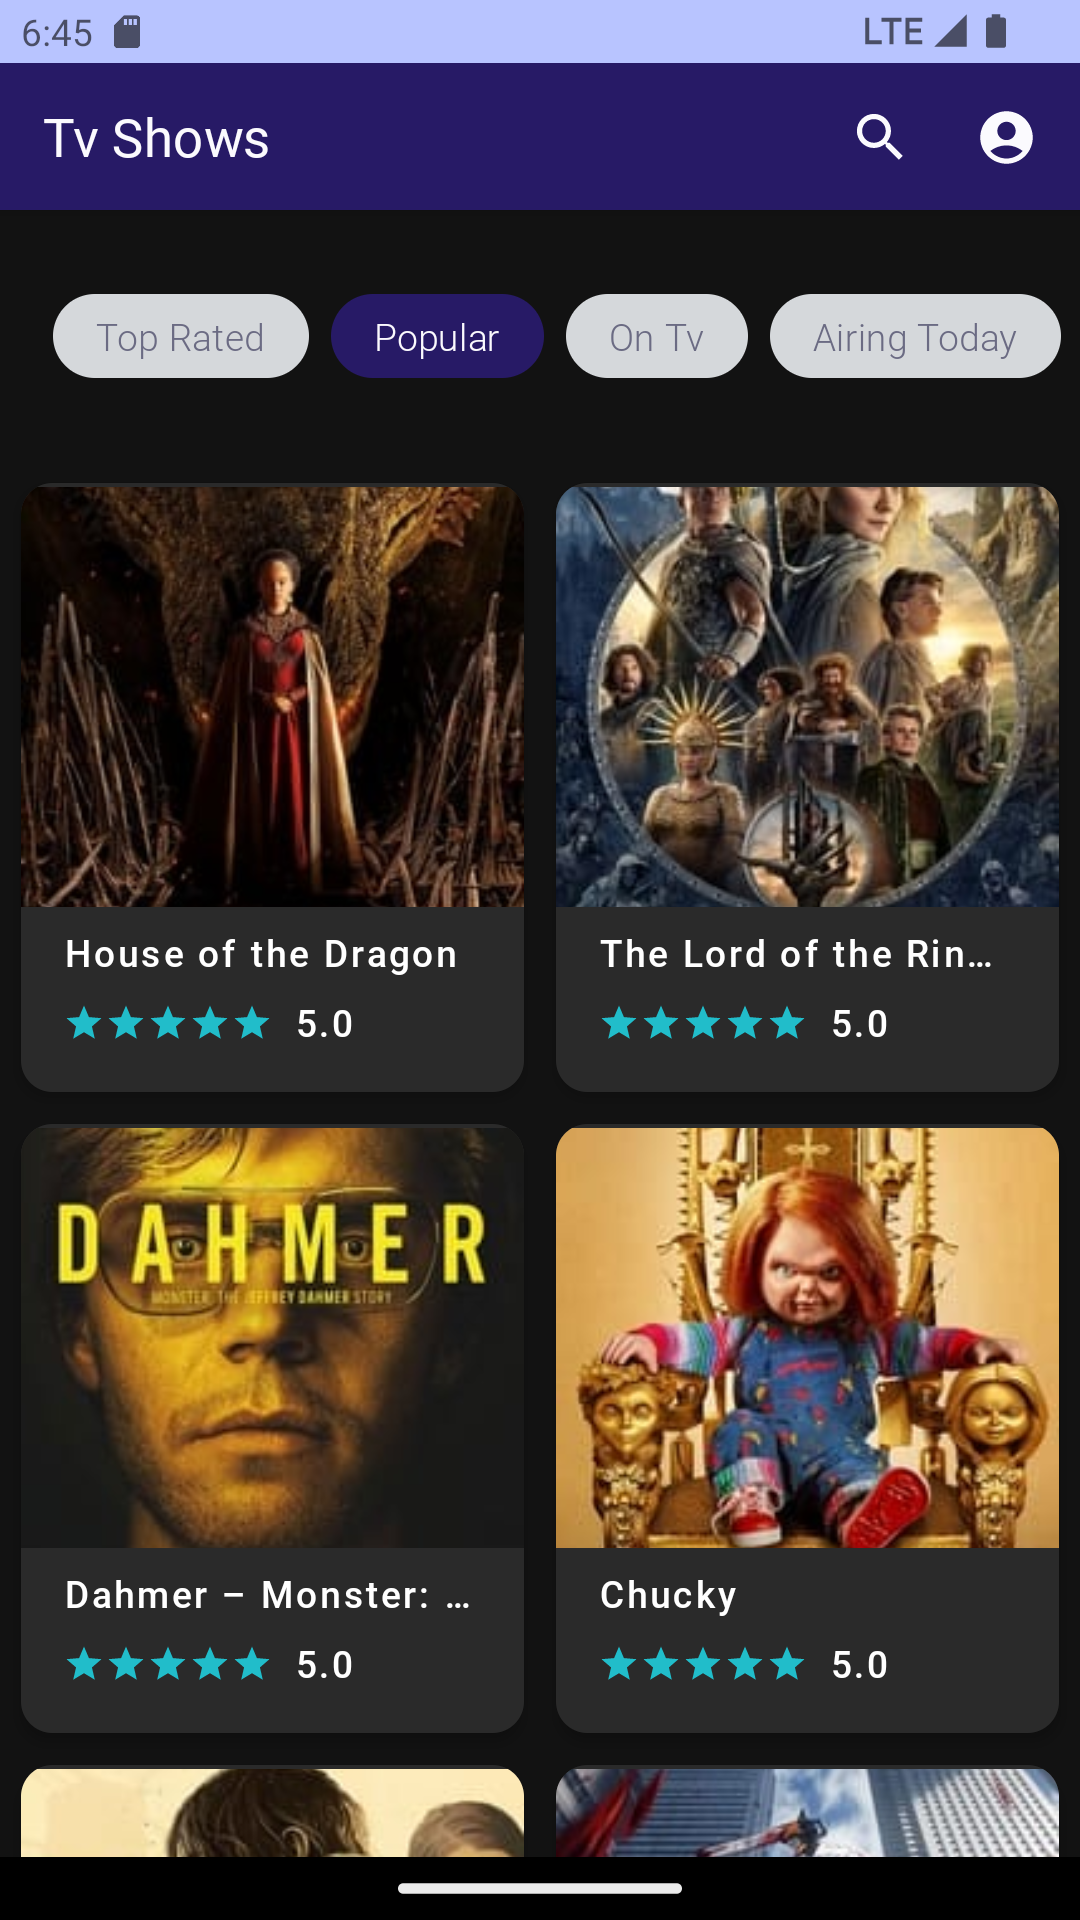 6:45 LTE
Tv Shows
Top Rated Popular On Tv Airing Today
House of the Dragon
5.0
The Lord of the Rin...
5.0
DAHMER
MONSTER: THE JEFFREY DAHMER STORY
Dahmer – Monster: ...
5.0
Chucky
5.0